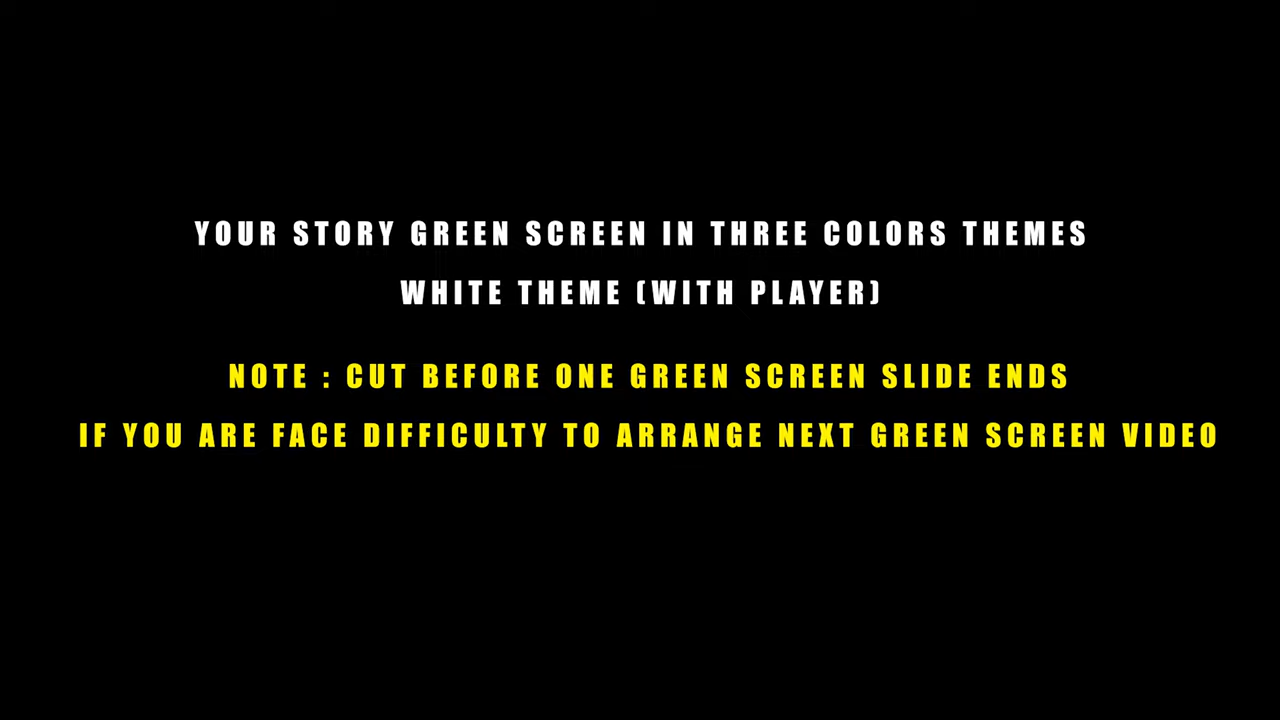 YOUR STORY GREEN SCREEN IN THREE COLORS THEMES
WHITE THEME (WITH PLAYER)
NOTE : CUT BEFORE ONE GREEN SCREEN SLIDE ENDS
IF YOU ARE FACE DIFFICULTY TO ARRANGE NEXT GREEN SCREEN VIDEO